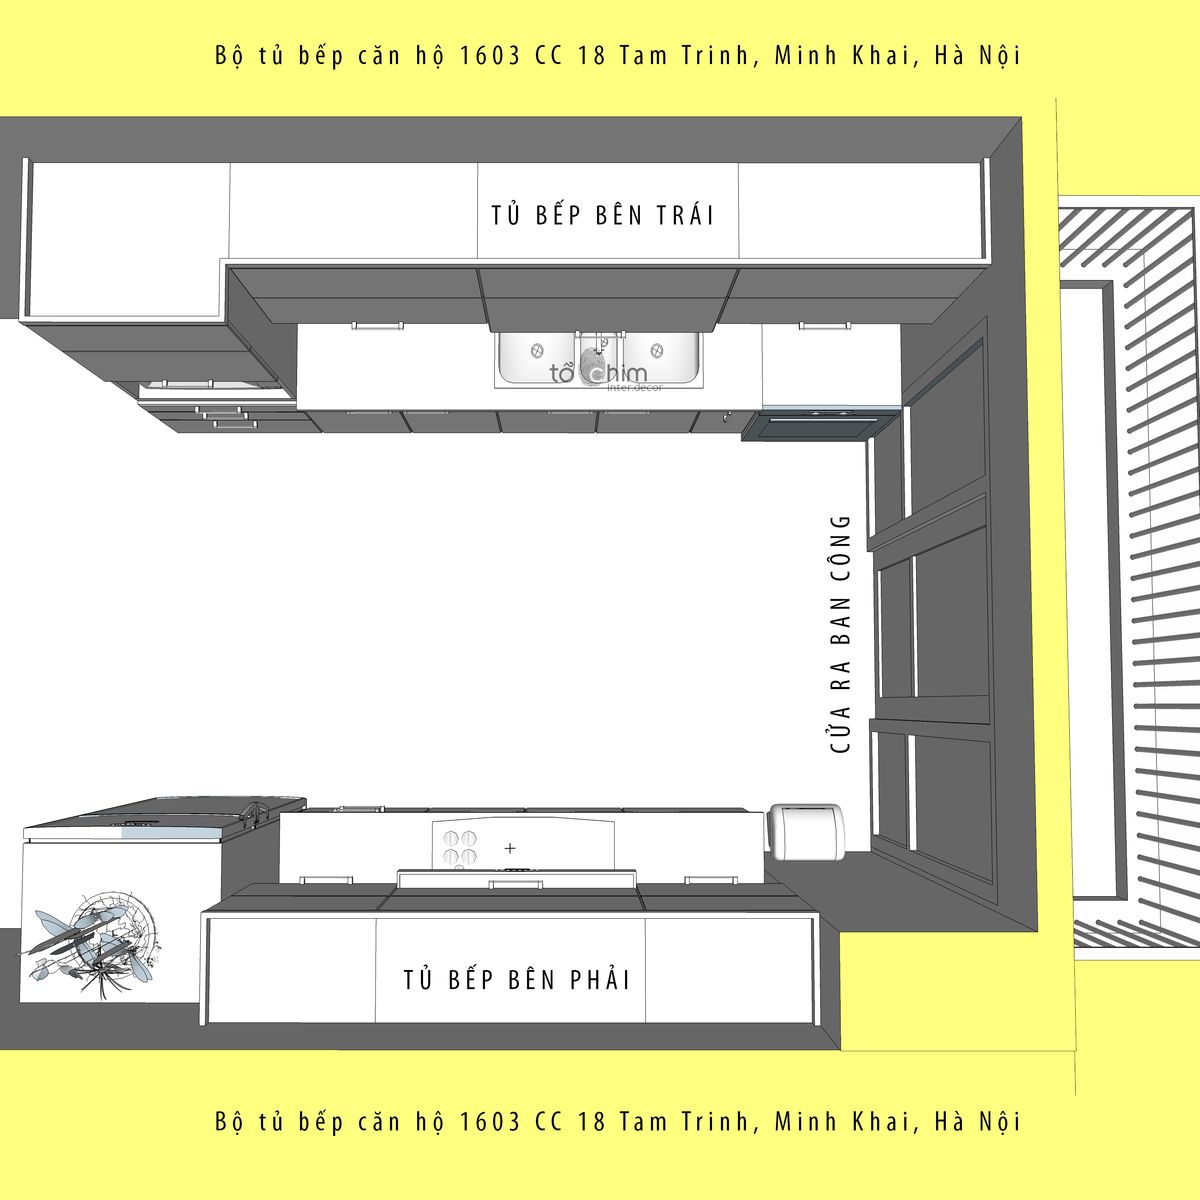 Bộ tủ bếp căn hộ 1603 CC 18 Tam Trinh, Minh Khai, Hà Nội
TỦ BẾP BÊN TRÁI
tổ chim
inter.decor
CỬA RA BAN CÔNG
TỦ BẾP BÊN PHẢI
Bộ tủ bếp căn hộ 1603 CC 18 Tam Trinh, Minh Khai, Hà Nội